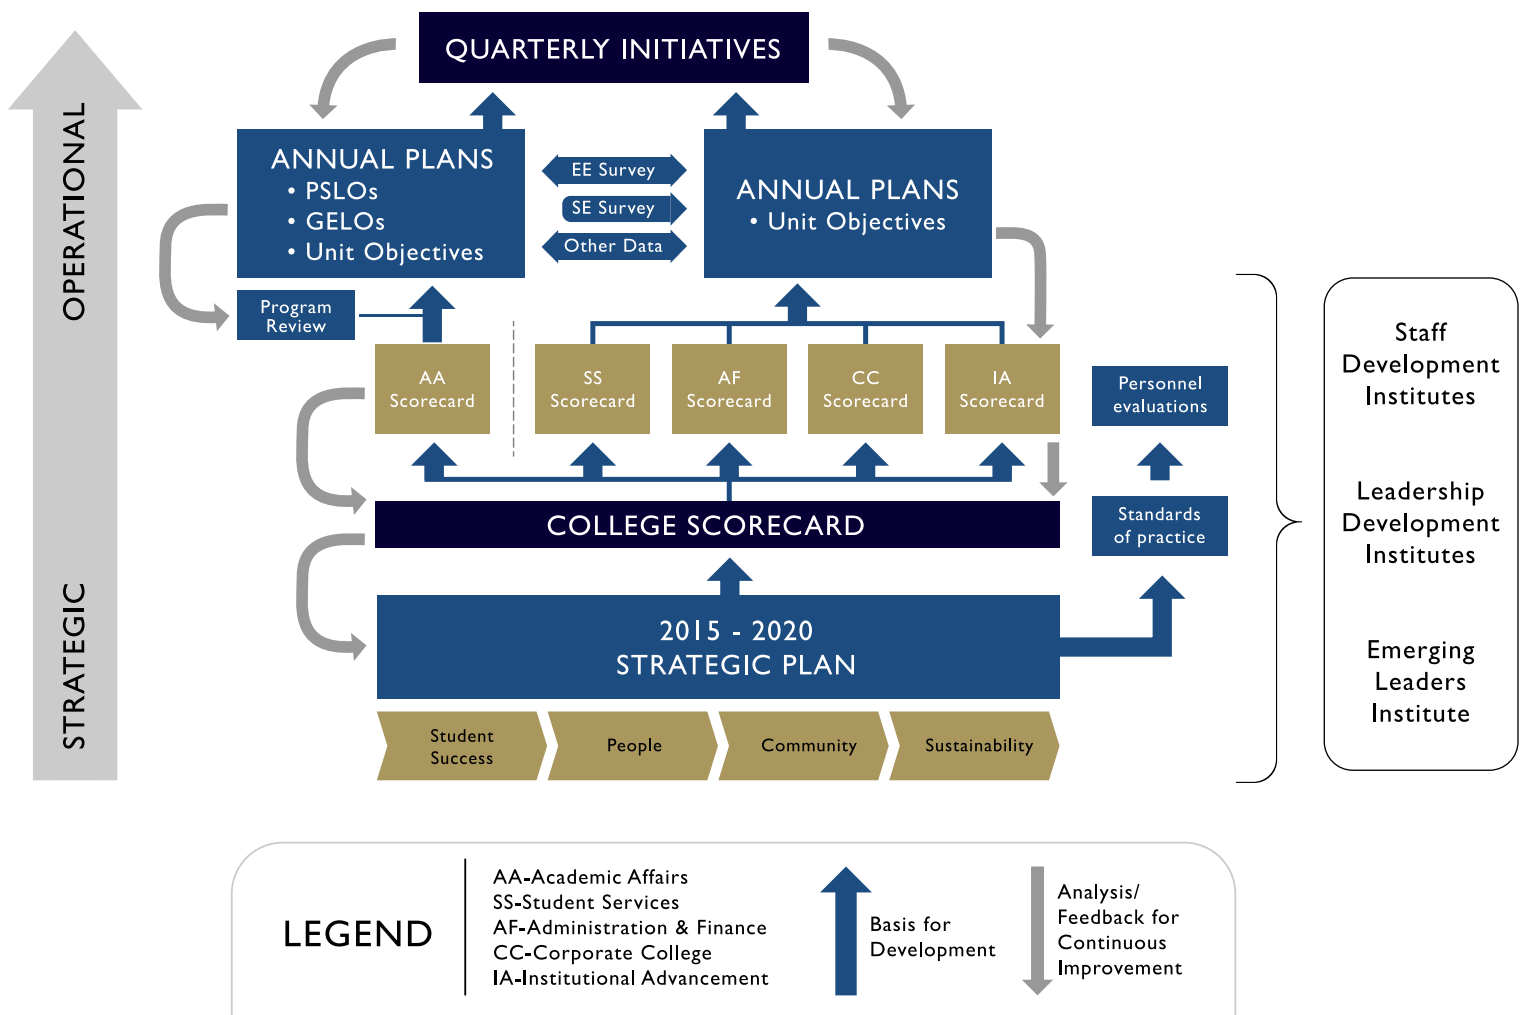 QUARTERLY INITIATIVES
OPERATIONAL
STRATEGIC
ANNUAL PLANS
• PSLOs
• GELOs
• Unit Objectives
EE Survey
SE Survey
Other Data
ANNUAL PLANS
• Unit Objectives
Program
Review
AA
Scorecard
SS
Scorecard
AF
Scorecard
CC
Scorecard
IA
Scorecard
Personnel
evaluations
COLLEGE SCORECARD
Standards
of practice
2015 - 2020
STRATEGIC PLAN
Student
Success
People
Community
Sustainability
Staff
Development
Institutes
Leadership
Development
Institutes
Emerging
Leaders
Institute
LEGEND
AA-Academic Affairs
SS-Student Services
AF-Administration & Finance
CC-Corporate College
IA-Institutional Advancement
Basis for
Development
Analysis/
Feedback for
Continuous
Improvement